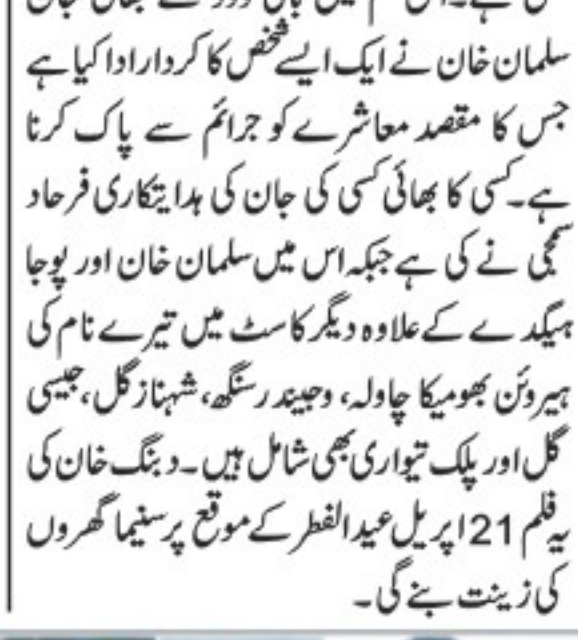 سلمان خان نے ایک ایسے شخص کا کردار ادا کیا ہے
جس کا مقصد معاشرے کو جرائم سے پاک کرنا
ہے۔ کسی کا بھائی کسی کی جان کی ہدایتکاری فرحاد
سمجی نے کی ہے جبکہ اس میں سلمان خان اور پوجا
ہیگدے کے علاوہ دیگر کاسٹ میں تیرے نام کی
ہیروئن بھومیکا چاولہ، وجیندر سنگھ، شہناز گل، جیسی
گل اور پلک تیواری بھی شامل ہیں۔ دبنگ خان کی
یہ فلم 21 اپریل عیدالفطر کے موقع پر سنیما گھروں
کی زینت بنے گی۔